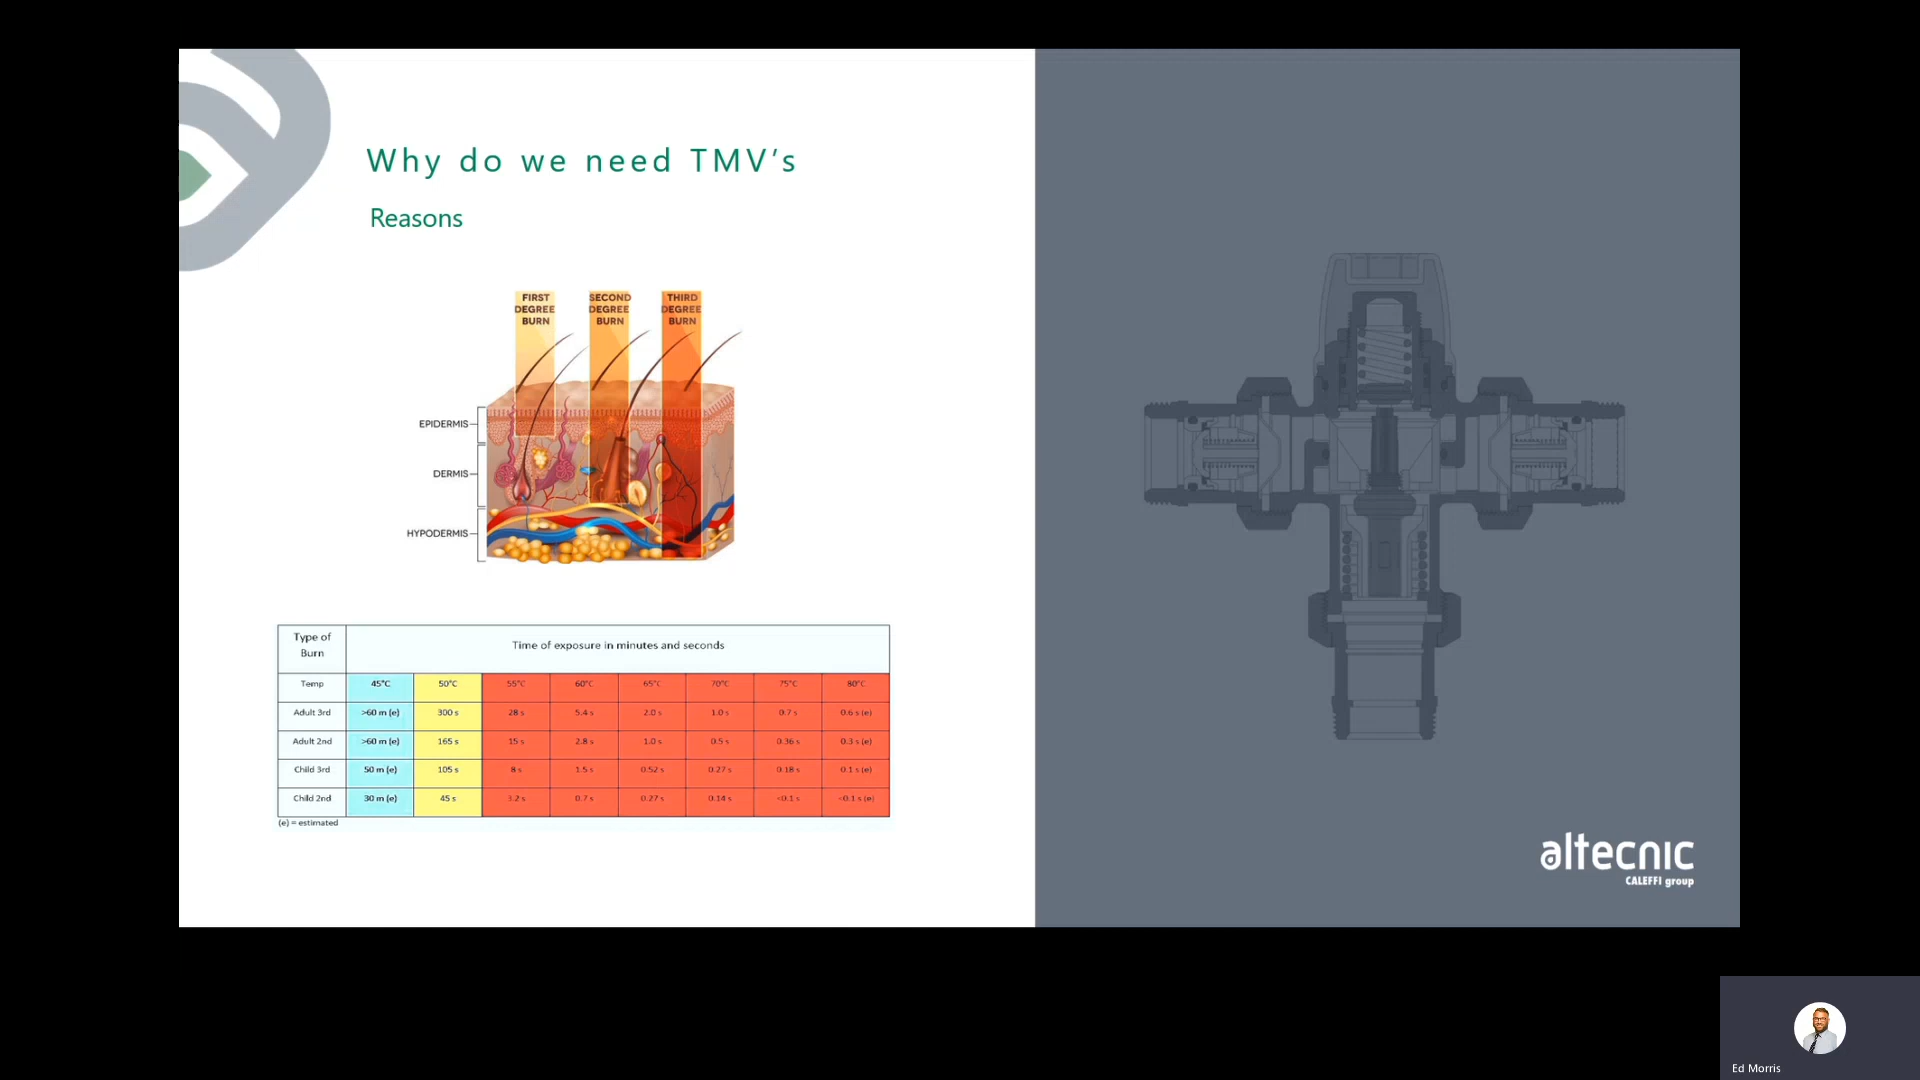 Why do we need TMV's
Reasons
FIRST DEGREE BURN
SECOND DEGREE BURN
THIRD DEGREE BURN
EPIDERMIS
DERMIS
HYPODERMIS
Type of Burn Time of exposure in minutes and seconds
Temp 45°C 50°C 55°C 60°C 65°C 70°C 75°C 80°C
Adult 3rd >60 m (e) 300 s 28 s 5.4 s 2.0 s 1.0 s 0.7 s 0.6 s (e)
Adult 2nd >60 m (e) 165 s 15 s 2.8 s 1.0 s 0.5 s 0.36 s 0.3 s (e)
Child 3rd 50 m (e) 105 s 8 s 1.5 s 0.52 s 0.27 s 0.18 s 0.1 s (e)
Child 2nd 30 m (e) 45 s 3.2 s 0.7 s 0.27 s 0.14 s <0.1 s <0.1 s (e)
(e) = estimated
altecnic
CALEFFI group
Ed Morris